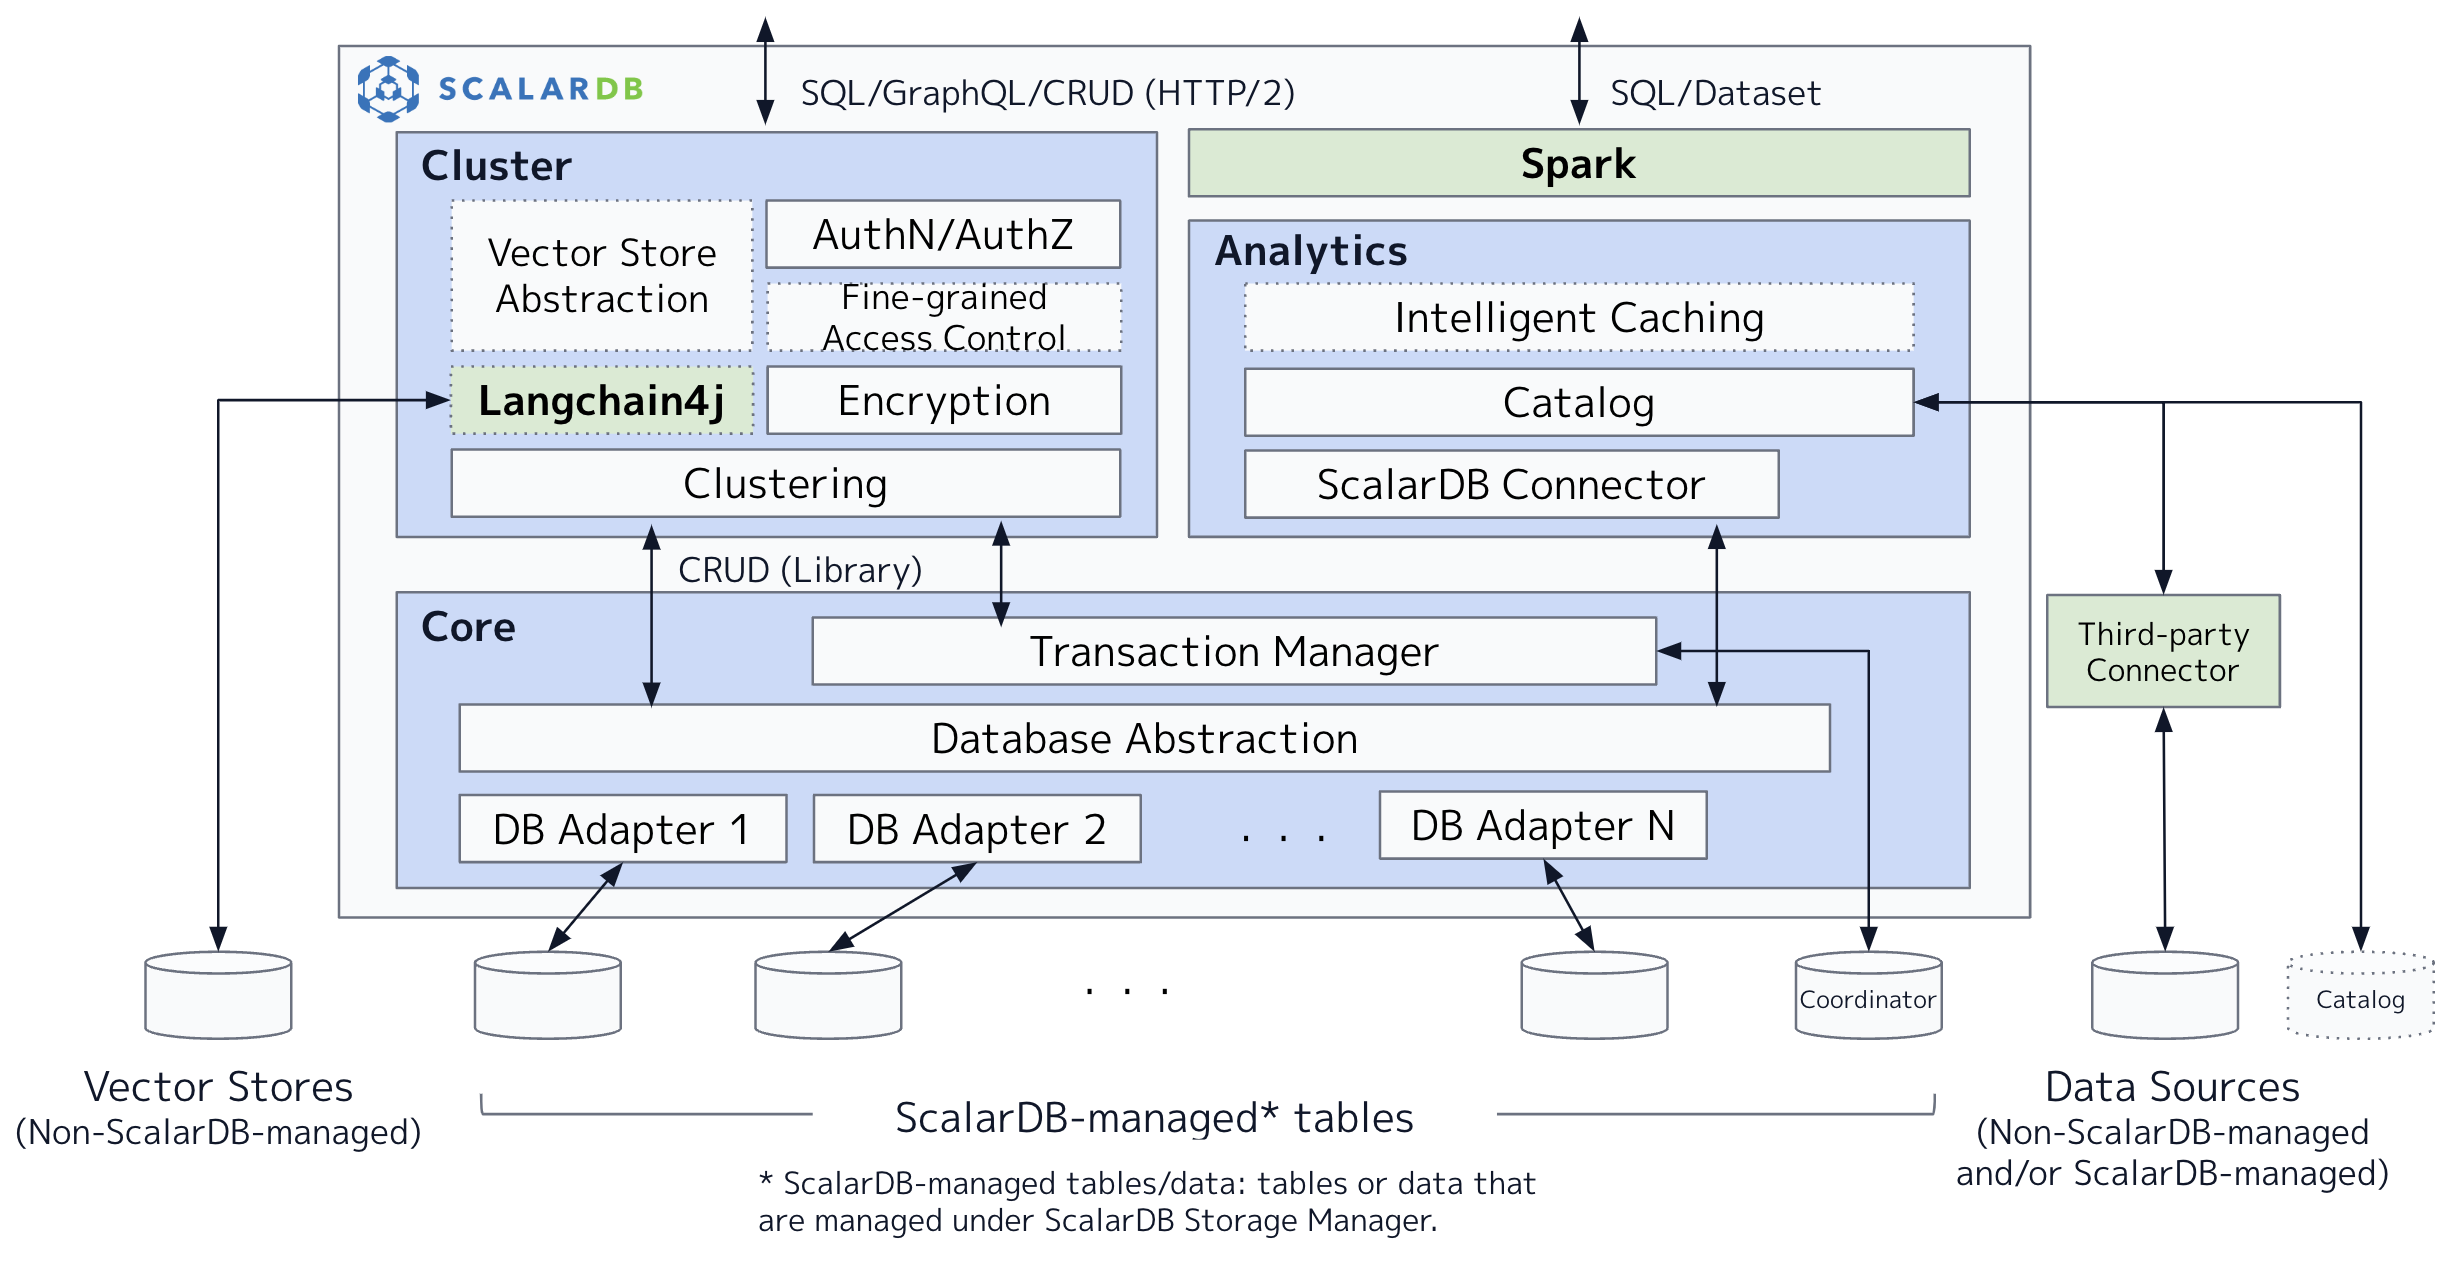 SCALARDB
SQL/GraphQL/CRUD (HTTP/2)
SQL/Dataset
Cluster
Vector Store
Abstraction
AuthN/AuthZ
Fine-grained
Access Control
Langchain4j
Encryption
Clustering
Spark
Analytics
Intelligent Caching
Catalog
ScalarDB Connector
CRUD (Library)
Core
Transaction Manager
Database Abstraction
DB Adapter 1
DB Adapter 2
. . .
DB Adapter N
Third-party
Connector
. . .
Coordinator
Catalog
Vector Stores
(Non-ScalarDB-managed)
ScalarDB-managed* tables
Data Sources
(Non-ScalarDB-managed
and/or ScalarDB-managed)
* ScalarDB-managed tables/data: tables or data that
are managed under ScalarDB Storage Manager.